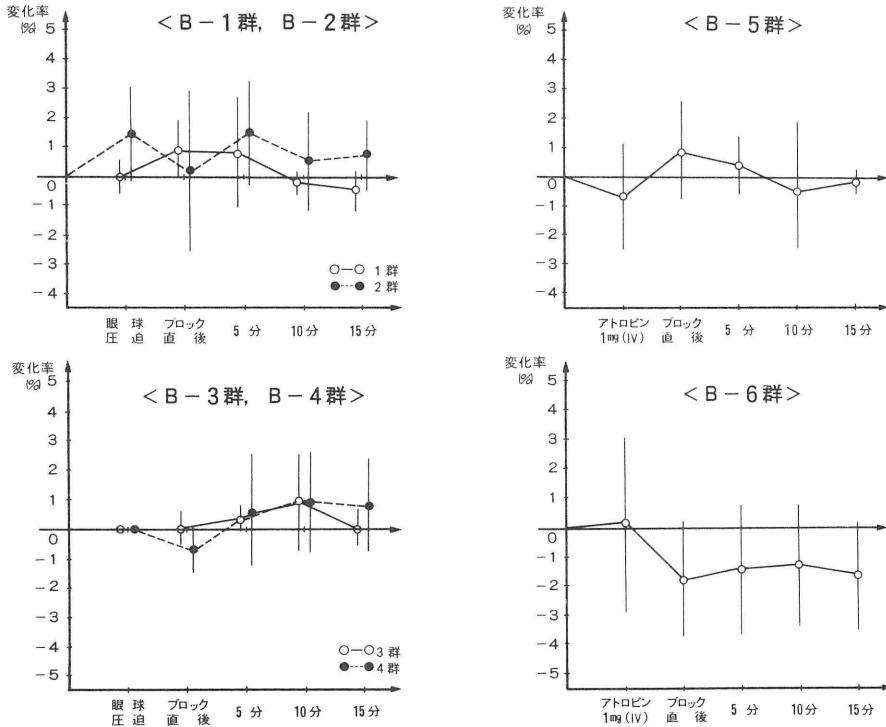 変化率
(%)
<B-1群, B-2群>
5
4
3
2
1
0
-1
-2
-3
-4
○—○ 1群
●---● 2群
眼球
圧迫
ブロック
直後
5分
10分
15分
変化率
(%)
<B-5群>
5
4
3
2
1
0
-1
-2
-3
-4
アトロピン
1mg(IV)
ブロック
直後
5分
10分
15分
変化率
(%)
<B-3群, B-4群>
5
4
3
2
1
0
-1
-2
-3
-4
-5
○—○ 3群
●---● 4群
眼球
圧迫
ブロック
直後
5分
10分
15分
変化率
(%)
<B-6群>
5
4
3
2
1
0
-1
-2
-3
-4
-5
アトロピン
1mg(IV)
ブロック
直後
5分
10分
15分